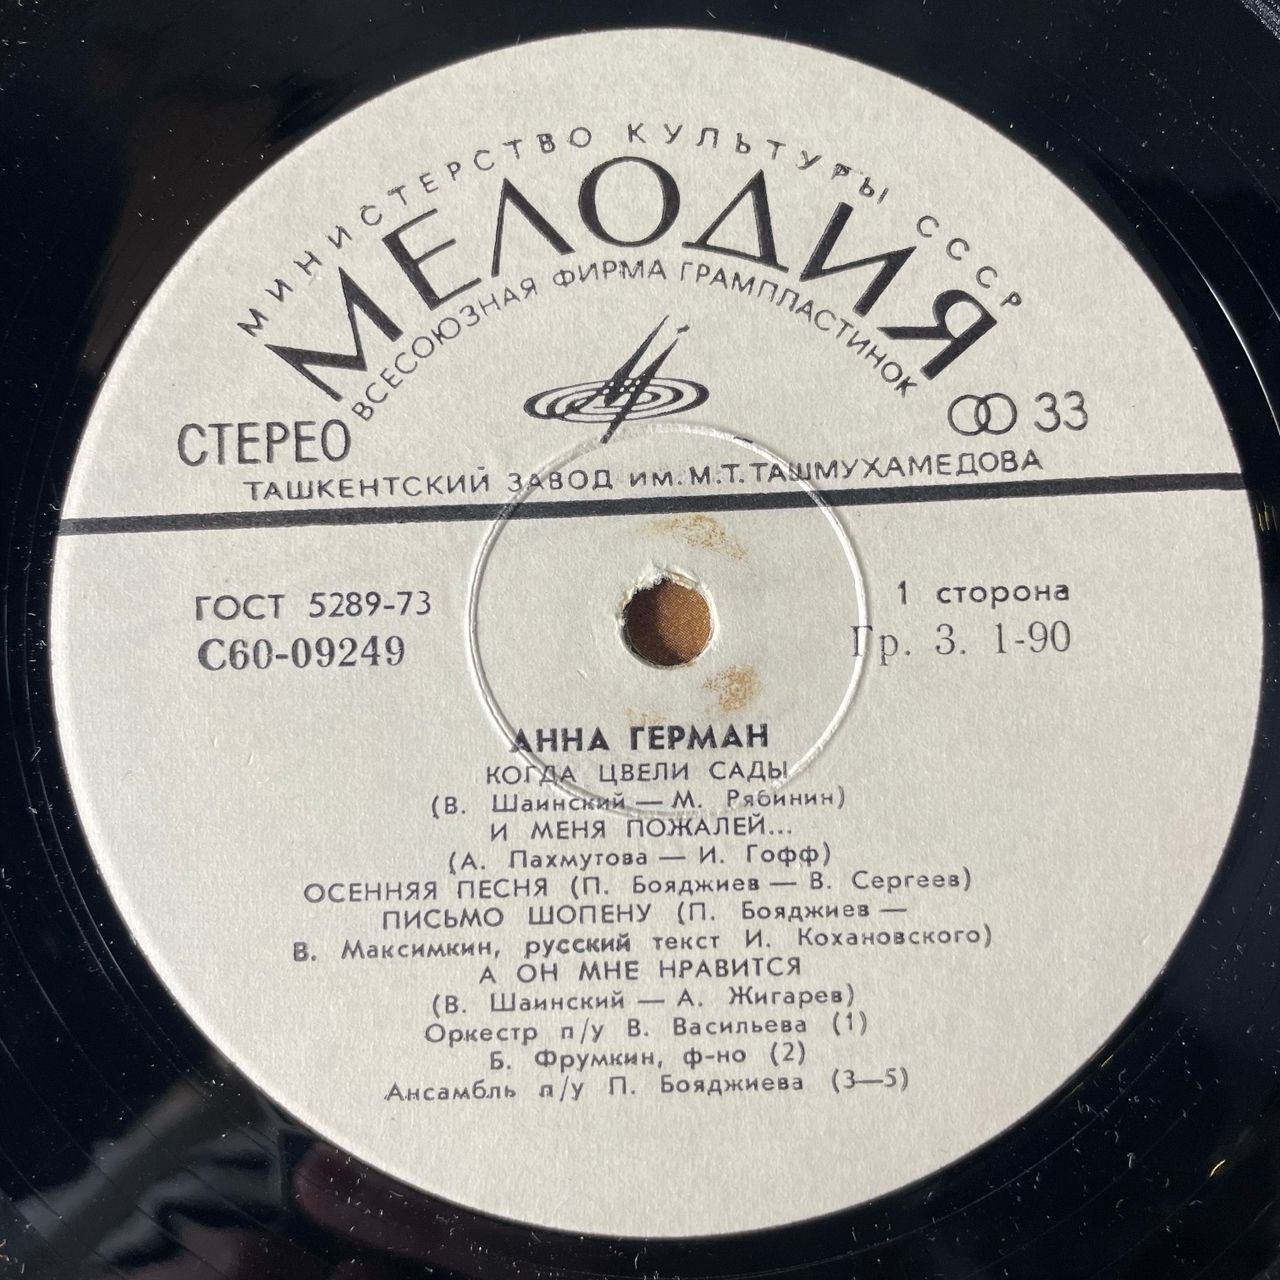 МИНИСТЕРСТВО КУЛЬТУРЫ СССР
МЕЛОДИЯ
ВСЕСОЮЗНАЯ ФИРМА ГРАМПЛАСТИНОК
СТЕРЕО
33
ТАШКЕНТСКИЙ ЗАВОД им. М.Т. ТАШМУХАМЕДОВА
ГОСТ 5289-73
1 сторона
С60-09249
Гр. 3. 1-90
АННА ГЕРМАН
КОГДА ЦВЕЛИ САДЫ
(В. Шаинский — М. Рябинин)
И МЕНЯ ПОЖАЛЕЙ...
(А. Пахмутова — И. Гофф)
ОСЕННЯЯ ПЕСНЯ (П. Бояджиев — В. Сергеев)
ПИСЬМО ШОПЕНУ (П. Бояджиев —
В. Максимкин, русский текст И. Кохановского)
А ОН МНЕ НРАВИТСЯ
(В. Шаинский — А. Жигарев)
Оркестр п/у В. Васильева (1)
Б. Фрумкин, ф-но (2)
Ансамбль п/у П. Бояджиева (3—5)